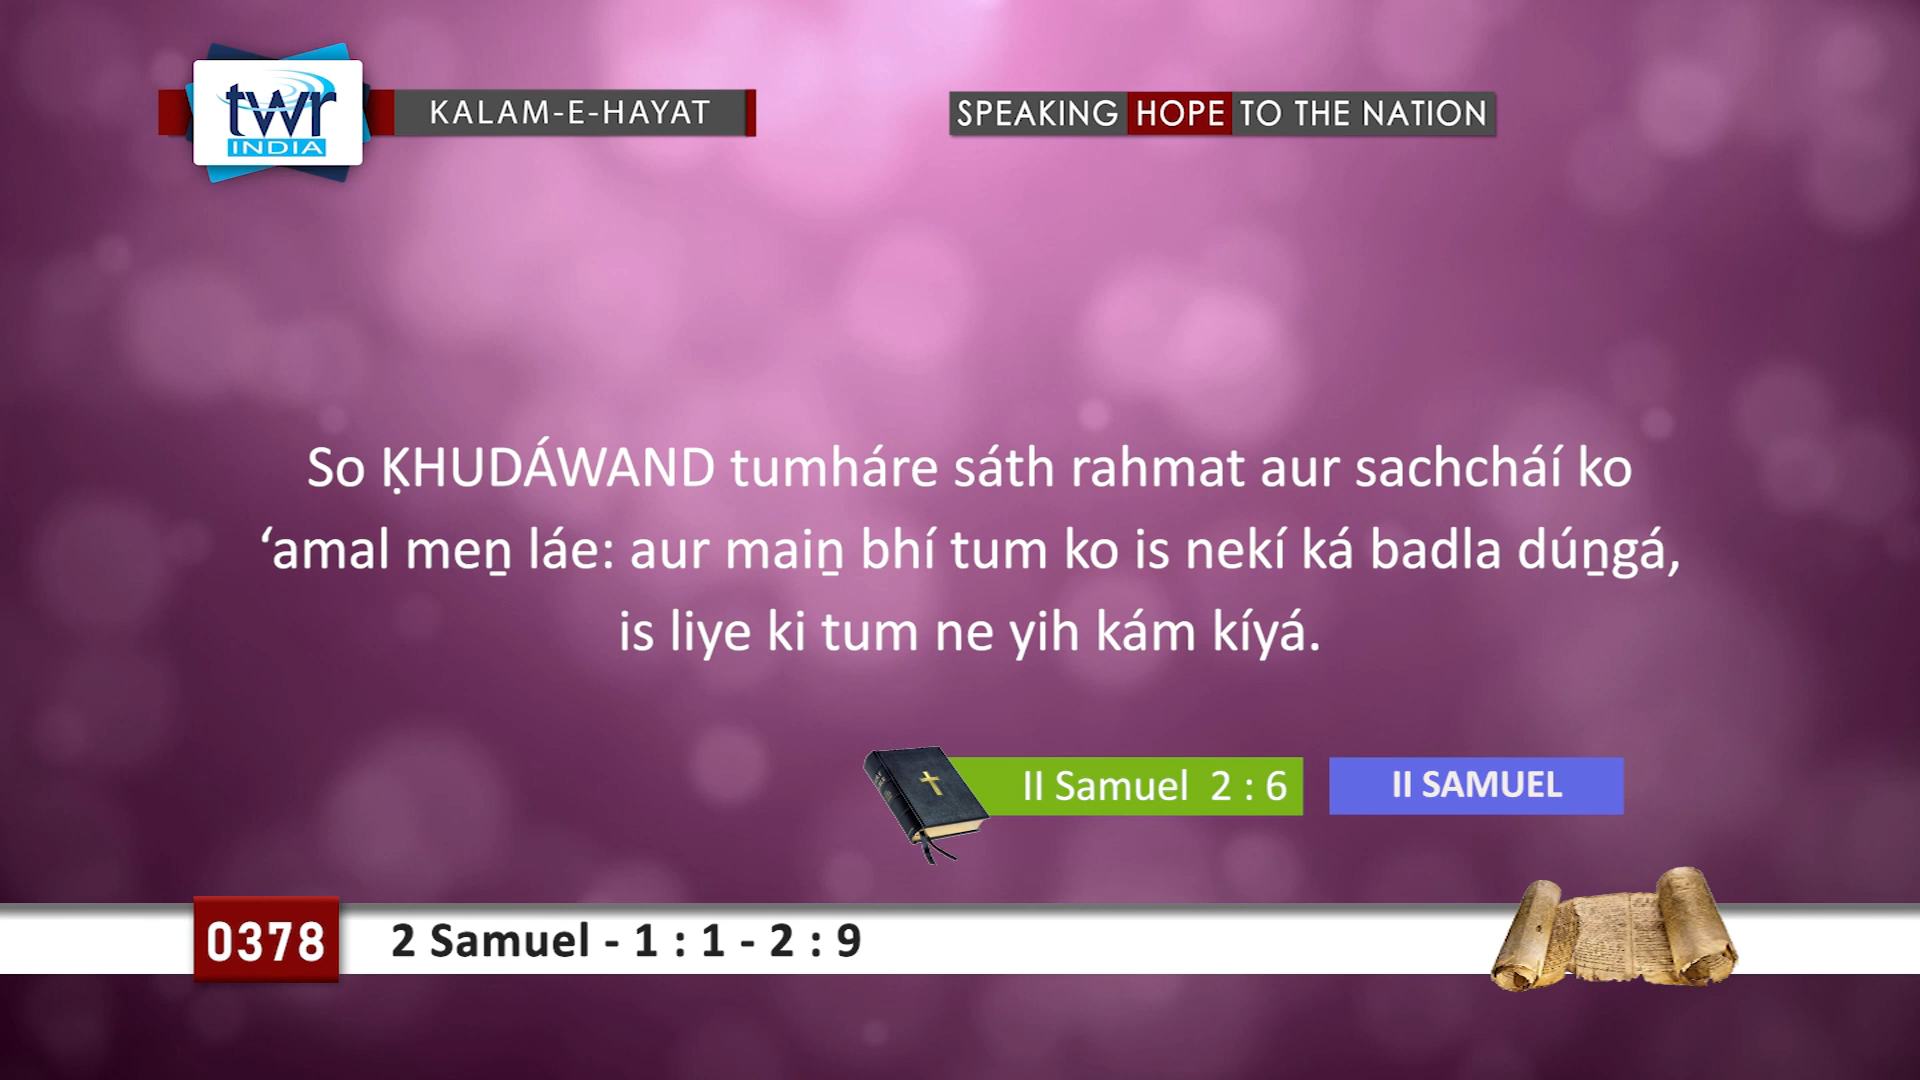 twr
INDIA
KALAM-E-HAYAT
SPEAKING HOPE TO THE NATION
So ḲHUDÁWAND tumháre sáth rahmat aur sachcháí ko
‘amal meṉ láe: aur maiṉ bhí tum ko is nekí ká badla dúṉgá,
is liye ki tum ne yih kám kíyá.
II Samuel 2 : 6
II SAMUEL
0378
2 Samuel - 1 : 1 - 2 : 9